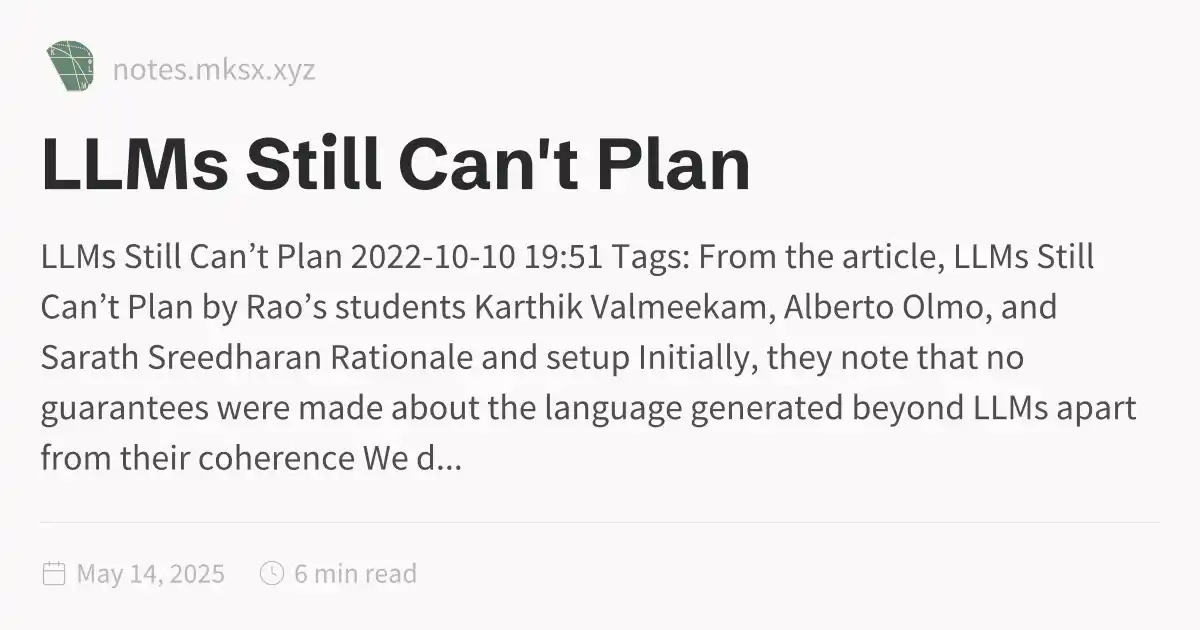 notes.mksx.xyz
LLMs Still Can't Plan
LLMs Still Can’t Plan 2022-10-10 19:51 Tags: From the article, LLMs Still
Can’t Plan by Rao’s students Karthik Valmeekam, Alberto Olmo, and
Sarath Sreedharan Rationale and setup Initially, they note that no
guarantees were made about the language generated beyond LLMs apart
from their coherence We d...
May 14, 2025 6 min read